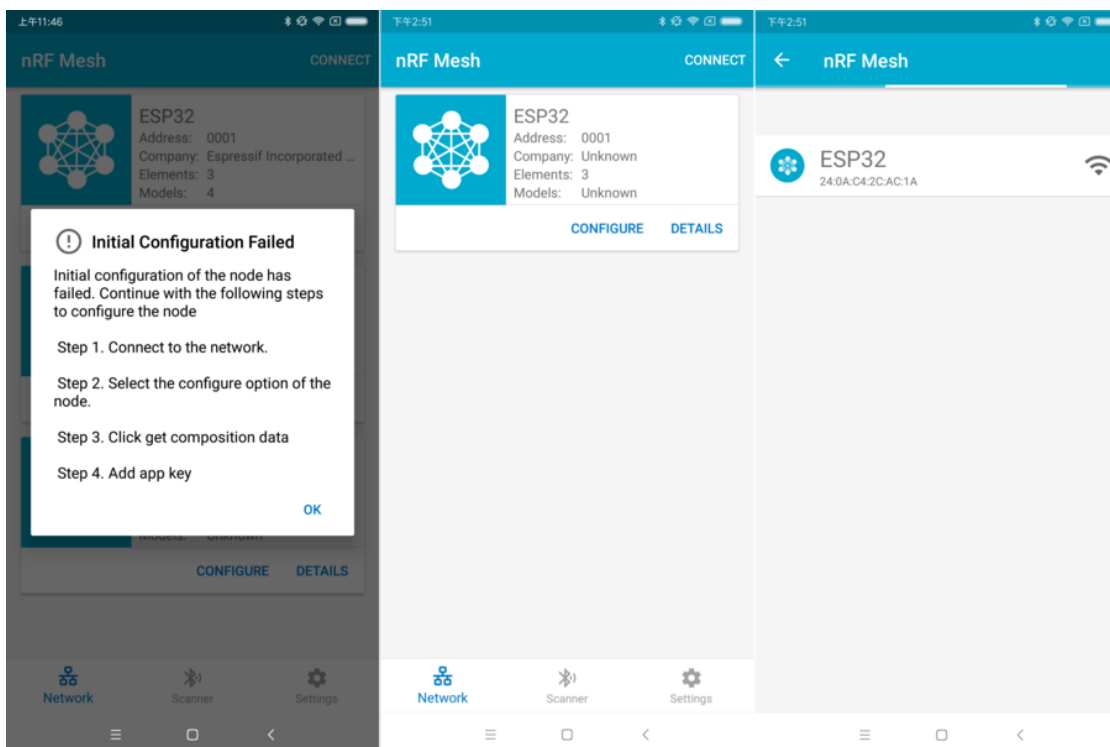 上午11:46
nRF Mesh
CONNECT
ESP32
Address: 0001
Company: Espressif Incorporated ...
Elements: 3
Models: 4
Initial Configuration Failed
Initial configuration of the node has
failed. Continue with the following steps
to configure the node
Step 1. Connect to the network.
Step 2. Select the configure option of the
node.
Step 3. Click get composition data
Step 4. Add app key
OK
Models: Unknown
CONFIGURE DETAILS
Network Scanner Settings
下午2:51
nRF Mesh
CONNECT
ESP32
Address: 0001
Company: Unknown
Elements: 3
Models: Unknown
CONFIGURE DETAILS
Network Scanner Settings
下午2:51
nRF Mesh
ESP32
24:0A:C4:2C:AC:1A